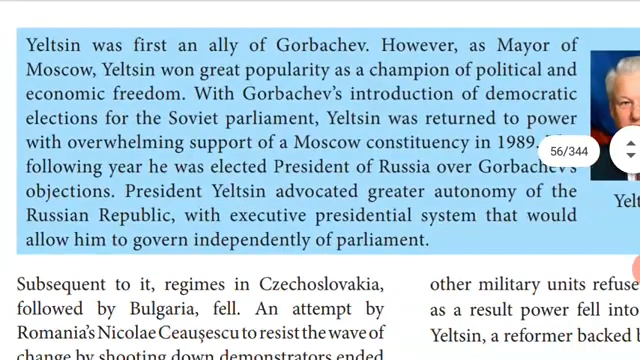 Yeltsin was first an ally of Gorbachev. However, as Mayor of
Moscow, Yeltsin won great popularity as a champion of political and
economic freedom. With Gorbachev's introduction of democratic
elections for the Soviet parliament, Yeltsin was returned to power
with overwhelming support of a Moscow constituency in 1989.
following year he was elected President of Russia over Gorbachev's
objections. President Yeltsin advocated greater autonomy of the
Russian Republic, with executive presidential system that would
allow him to govern independently of parliament.
56/344
Yelt
Subsequent to it, regimes in Czechoslovakia,
followed by Bulgaria, fell. An attempt by
Romania's Nicolae Ceaușescu to resist the wave of
change by shooting down demonstrators ended
other military units refuse
as a result power fell into
Yeltsin, a reformer backed